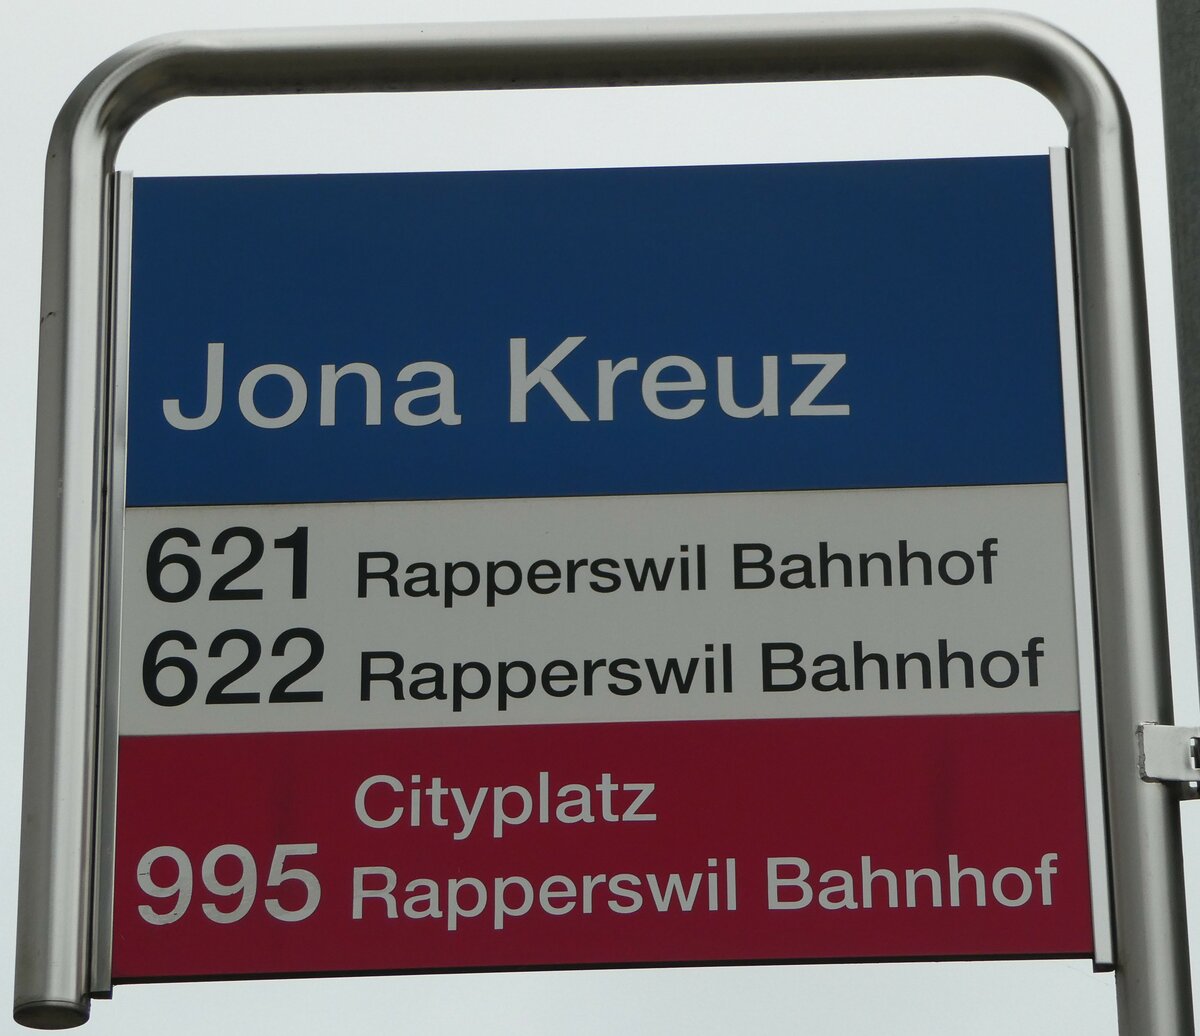 Jona Kreuz
621 Rapperswil Bahnhof
622 Rapperswil Bahnhof
Cityplatz
995 Rapperswil Bahnhof